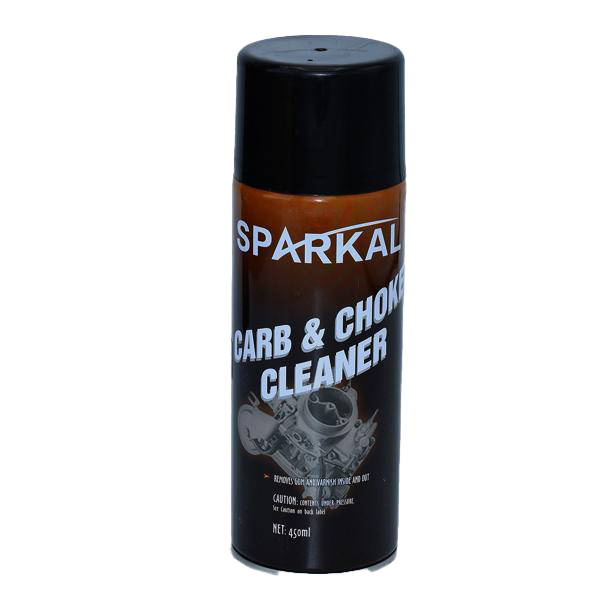 SPARKAL
CARB & CHOKE
CLEANER
REMOVES GUM AND VARNISH INSIDE AND OUT
CAUTION: CONTENTS UNDER PRESSURE.
See Caution on back label
NET: 450ml